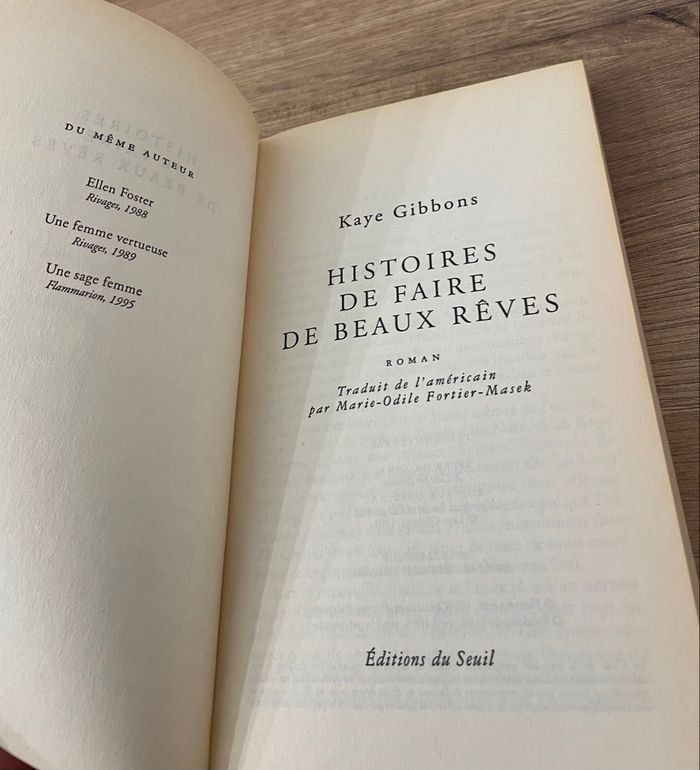 DU MÊME AUTEUR
Ellen Foster
Rivages, 1988
Une femme vertueuse
Rivages, 1989
Une sage femme
Flammarion, 1995
Kaye Gibbons
HISTOIRES
DE FAIRE
DE BEAUX RÊVES
ROMAN
Traduit de l'américain
par Marie-Odile Fortier-Masek
Éditions du Seuil